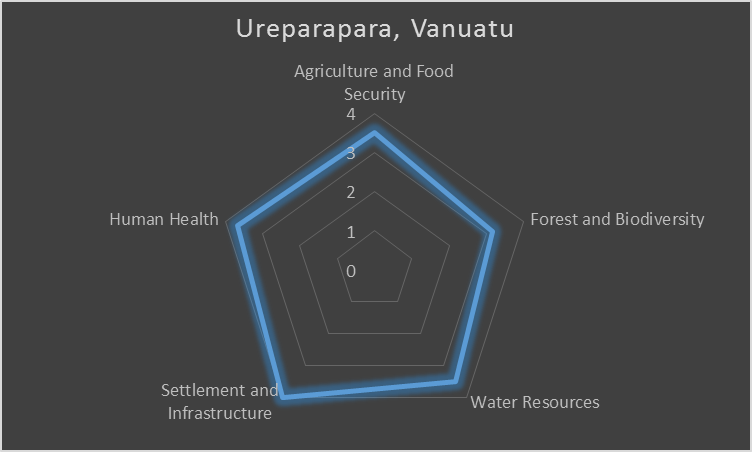 Ureparapara, Vanuatu
Agriculture and Food
Security
4
3
2
1
0
Human Health
Forest and Biodiversity
Settlement and
Infrastructure
Water Resources